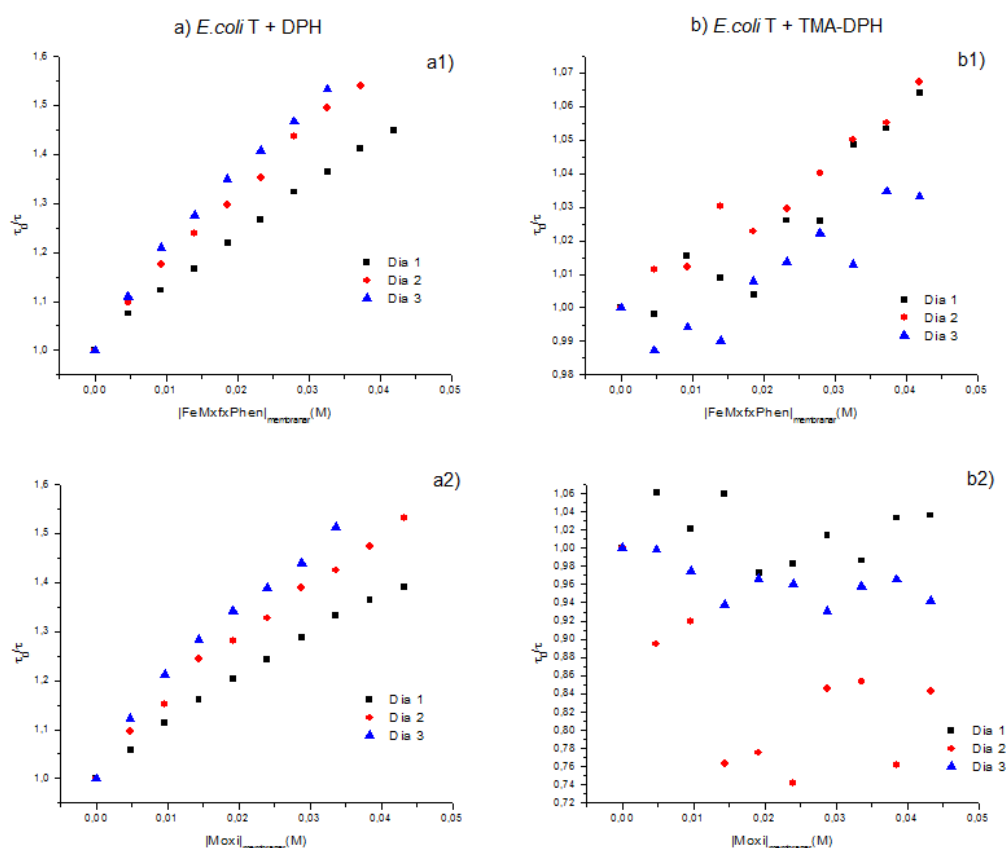 a) E.coli T + DPH
b) E.coli T + TMA-DPH
a1)
1,6
1,5
1,4
1,3
1,2
1,1
1,0
τ0/τ
Dia 1
Dia 2
Dia 3
0,00 0,01 0,02 0,03 0,04 0,05
|FeMxfxPhen|membranar(M)
b1)
1,07
1,06
1,05
1,04
1,03
1,02
1,01
1,00
0,99
0,98
τ0/τ
Dia 1
Dia 2
Dia 3
0,00 0,01 0,02 0,03 0,04 0,05
|FeMxfxPhen|membranar(M)
a2)
1,6
1,5
1,4
1,3
1,2
1,1
1,0
τ0/τ
Dia 1
Dia 2
Dia 3
0,00 0,01 0,02 0,03 0,04 0,05
|Moxi|membranar(M)
b2)
1,06
1,04
1,02
1,00
0,98
0,96
0,94
0,92
0,90
0,88
0,86
0,84
0,82
0,80
0,78
0,76
0,74
0,72
τ0/τ
Dia 1
Dia 2
Dia 3
0,00 0,01 0,02 0,03 0,04 0,05
|Moxi|membranar(M)